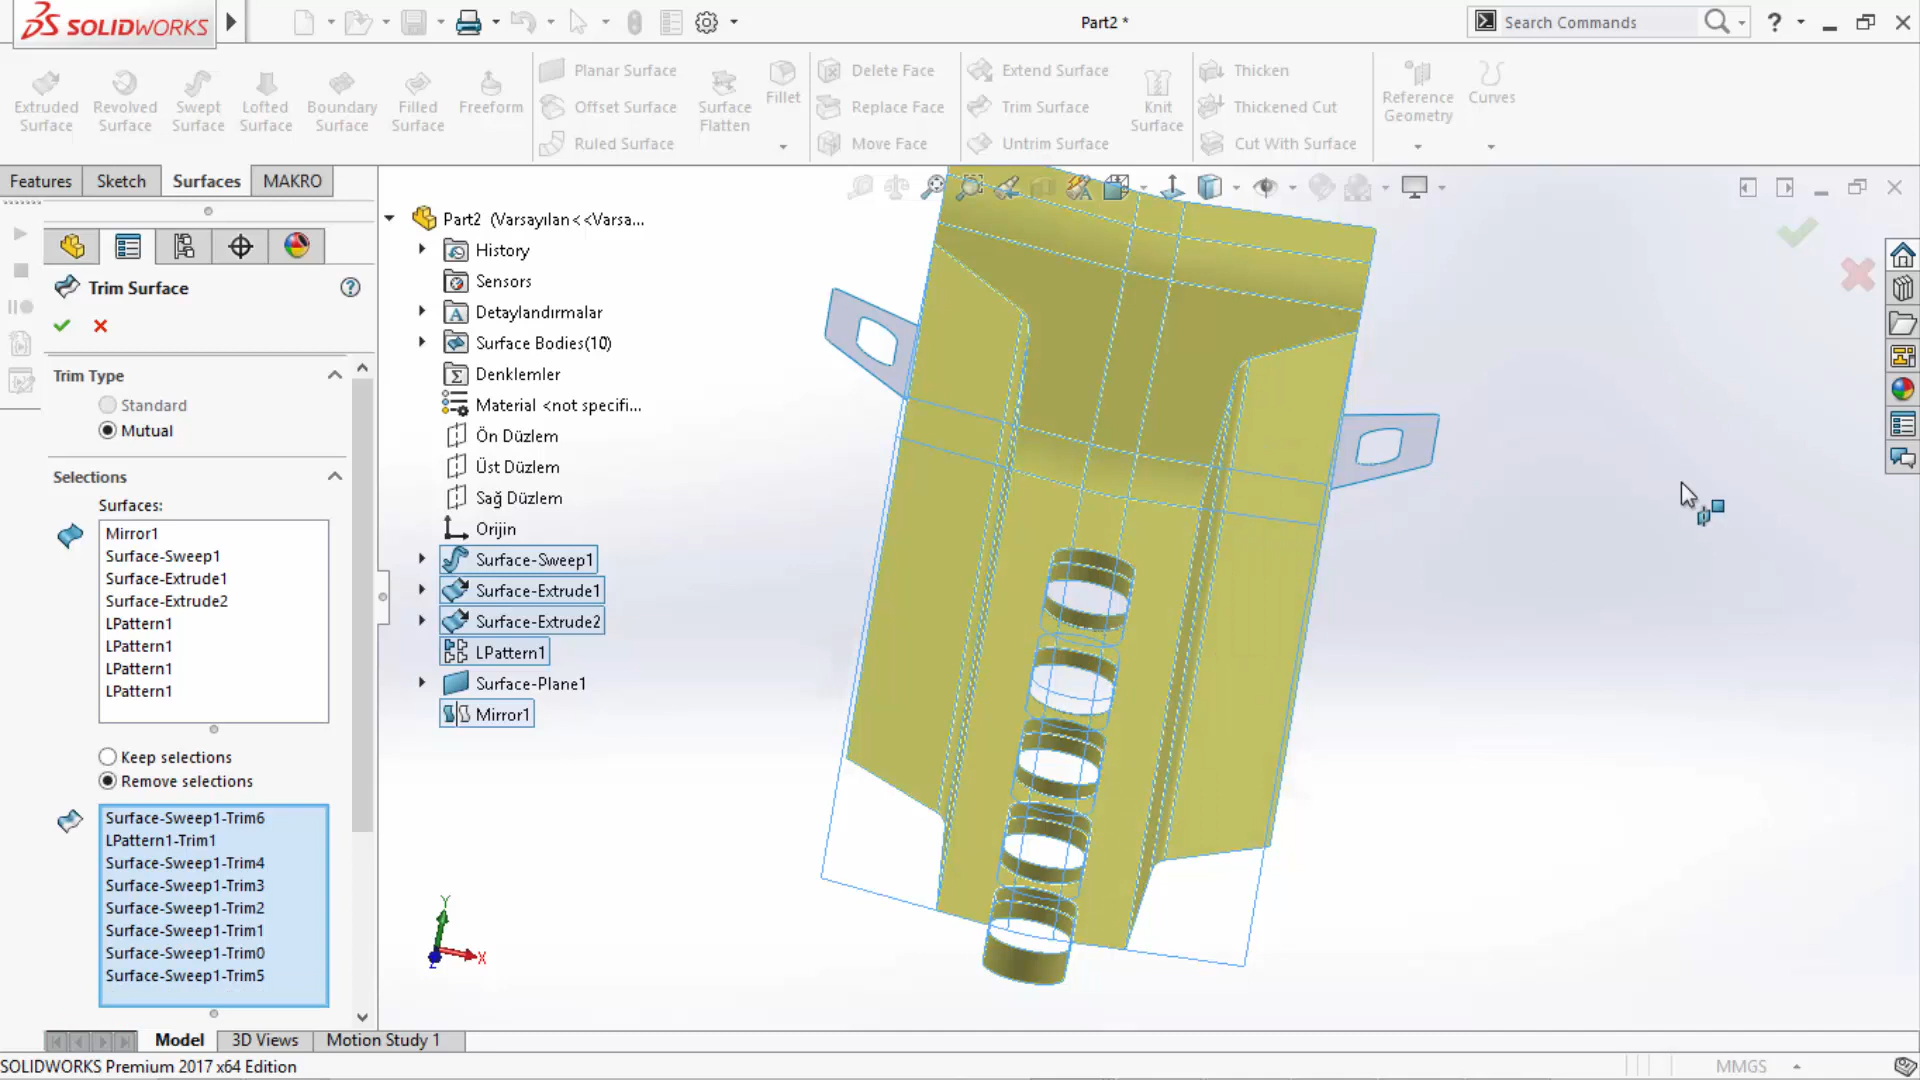 SOLIDWORKS
Part2 *
Search Commands
?
Extruded Surface
Revolved Surface
Swept Surface
Lofted Surface
Boundary Surface
Filled Surface
Freeform
Planar Surface
Offset Surface
Ruled Surface
Surface Flatten
Fillet
Delete Face
Replace Face
Move Face
Extend Surface
Trim Surface
Untrim Surface
Knit Surface
Thicken
Thickened Cut
Cut With Surface
Reference Geometry
Curves
Features
Sketch
Surfaces
MAKRO
Trim Surface
?
Trim Type
Standard
Mutual
Selections
Surfaces:
Mirror1
Surface-Sweep1
Surface-Extrude1
Surface-Extrude2
LPattern1
LPattern1
LPattern1
LPattern1
Keep selections
Remove selections
Surface-Sweep1-Trim6
LPattern1-Trim1
Surface-Sweep1-Trim4
Surface-Sweep1-Trim3
Surface-Sweep1-Trim2
Surface-Sweep1-Trim1
Surface-Sweep1-Trim0
Surface-Sweep1-Trim5
Part2 (Varsayılan<<Varsa...
History
Sensors
Detaylandırmalar
Surface Bodies(10)
Denklemler
Material <not specifi...
Ön Düzlem
Üst Düzlem
Sağ Düzlem
Orijin
Surface-Sweep1
Surface-Extrude1
Surface-Extrude2
LPattern1
Surface-Plane1
Mirror1
Y
X
Z
Model
3D Views
Motion Study 1
SOLIDWORKS Premium 2017 x64 Edition
MMGS